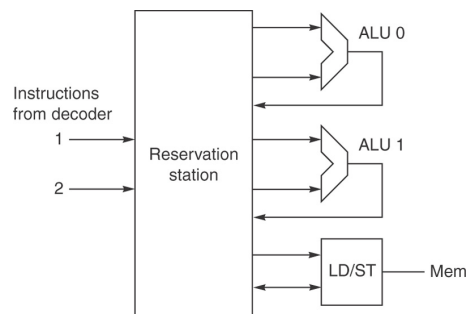 ALU 0
Instructions
from decoder
1
2
Reservation
station
ALU 1
LD/ST
Mem